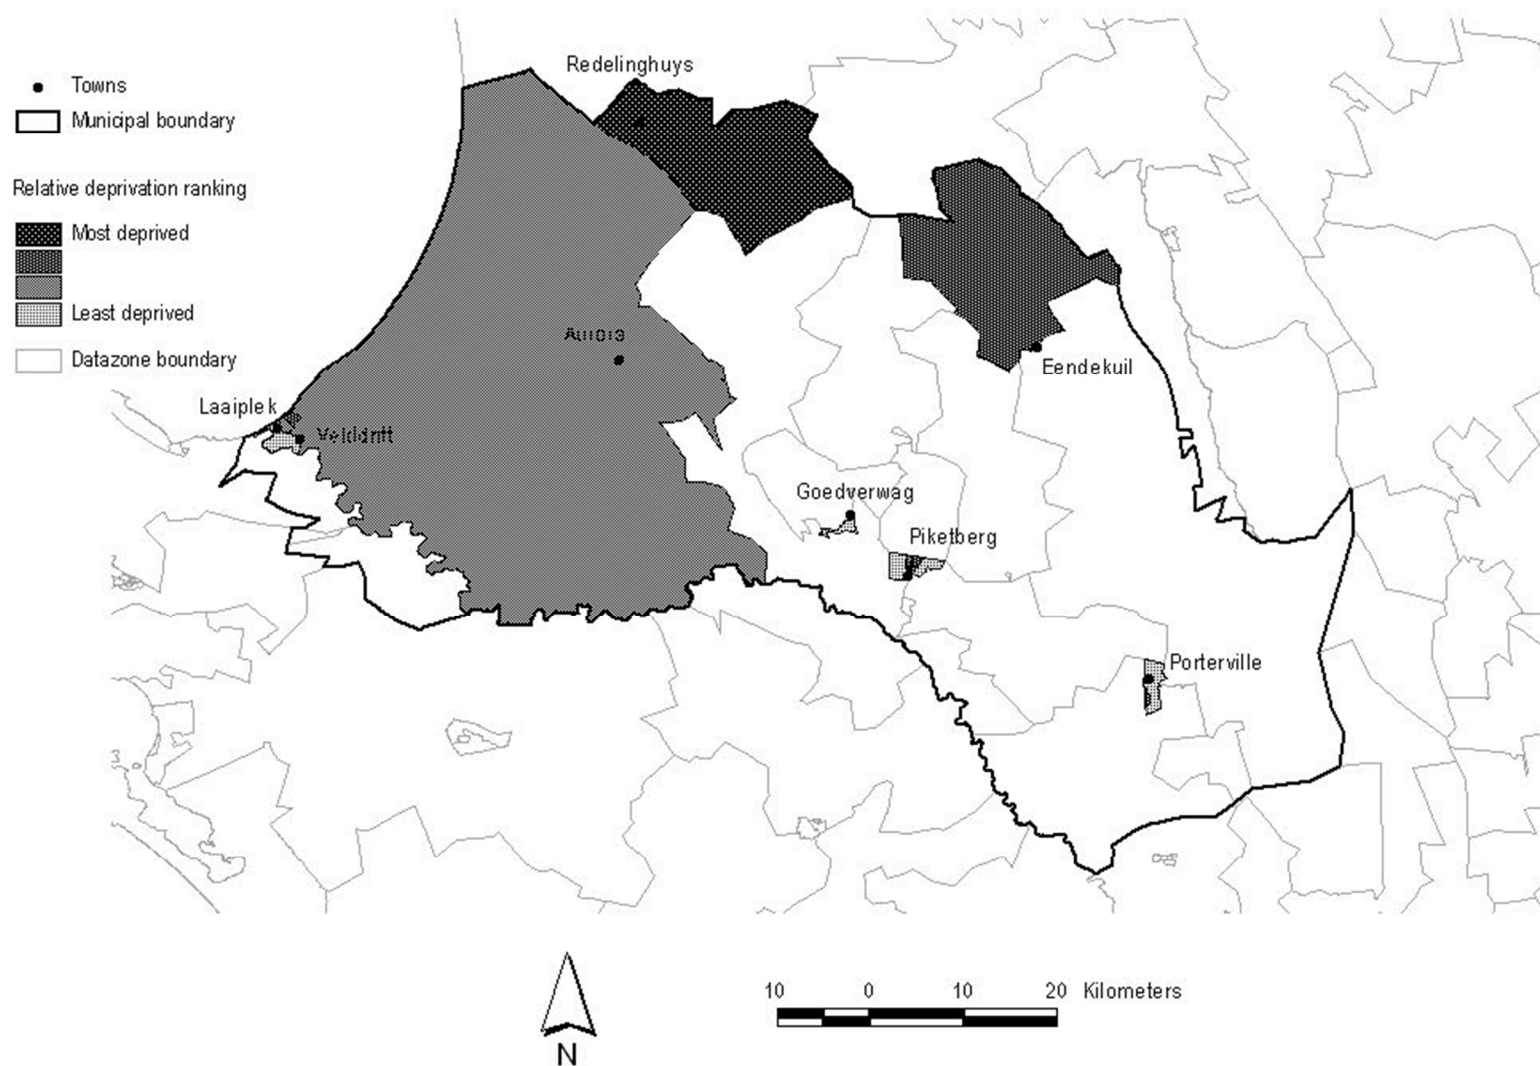 Redelinghuys
Towns
Municipal boundary
Relative deprivation ranking
Most deprived
Least deprived
Datazone boundary
Aurora
Eendekuil
Laaiplek
Velddrift
Goedverwag
Piketberg
Porterville
10 0 10 20 Kilometers
N